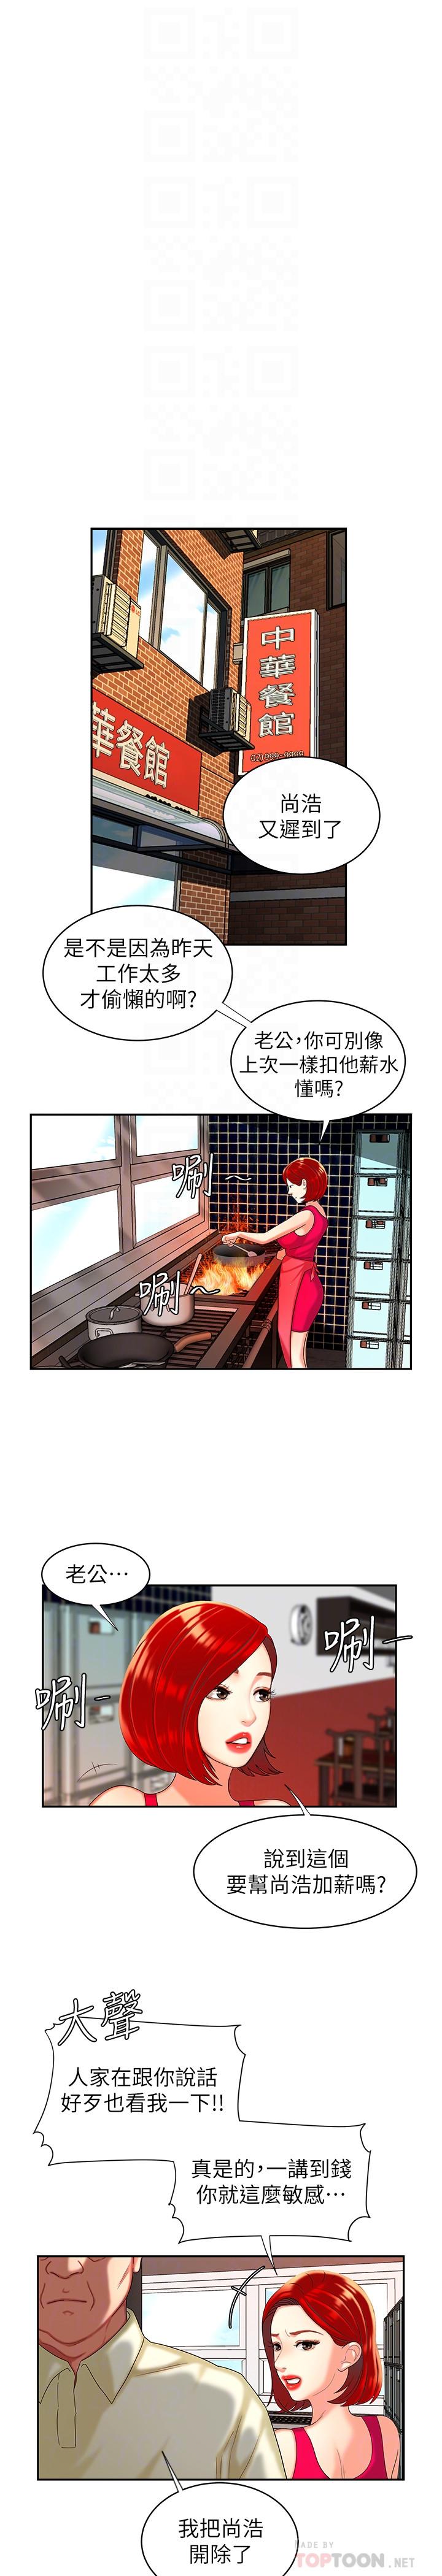 中華餐館
華餐館
尚浩
又遲到了
是不是因為昨天
工作太多
才偷懶的啊?
老公,你可別像
上次一樣扣他薪水
懂嗎?
唰~
唰~
老公…
唰-
唰-
說到這個
要幫尚浩加薪嗎?
大聲
人家在跟你說話
好歹也看我一下!!
真是的,一講到錢
你就這麼敏感…
我把尚浩
開除了
MADE BY
TOPTOON.NET